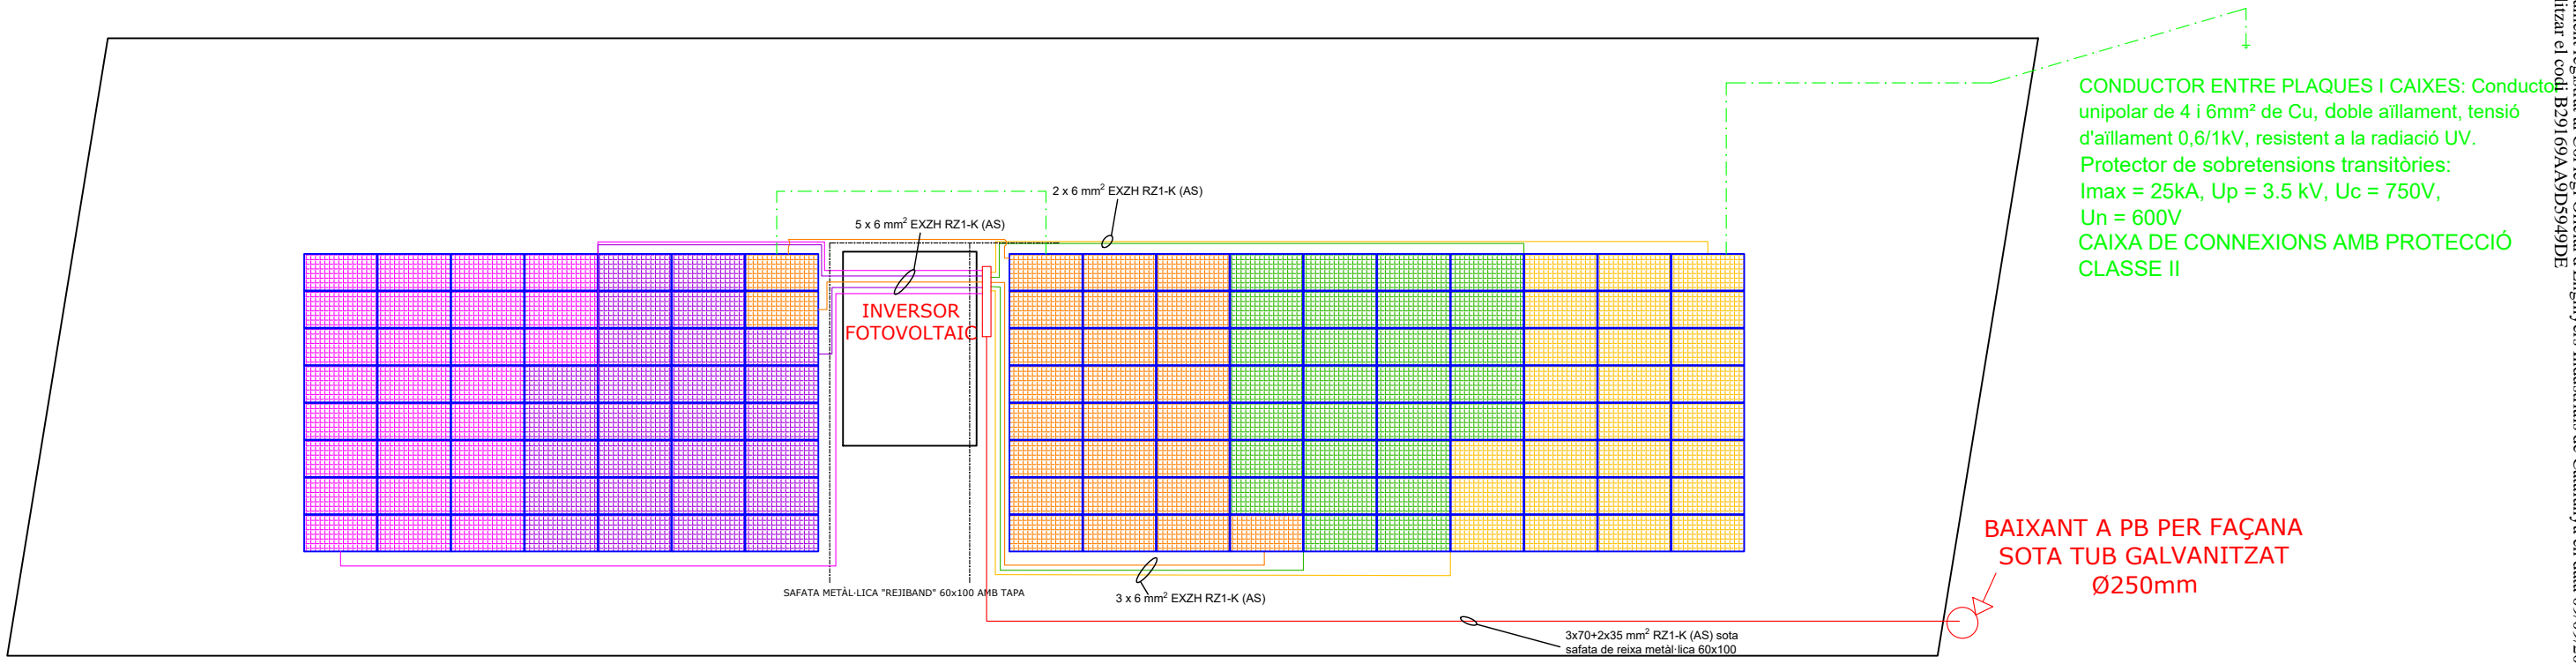 CONDUCTOR ENTRE PLAQUES I CAIXES: Conductor
unipolar de 4 i 6mm² de Cu, doble aïllament, tensió
d'aïllament 0,6/1kV, resistent a la radiació UV.
Protector de sobretensions transitòries:
Imax = 25kA, Up = 3.5 kV, Uc = 750V,
Un = 600V
CAIXA DE CONNEXIONS AMB PROTECCIÓ
CLASSE II
2 x 6 mm² EXZH RZ1-K (AS)
5 x 6 mm² EXZH RZ1-K (AS)
INVERSOR
FOTOVOLTAIC
SAFATA METÀL·LICA "REJIBAND" 60x100 AMB TAPA
3 x 6 mm² EXZH RZ1-K (AS)
BAIXANT A PB PER FAÇANA
SOTA TUB GALVANITZAT
Ø250mm
3x70+2x35 mm² RZ1-K (AS) sota
safata de reixa metàl·lica 60x100
litzar el codi B29169AA9D5949DE